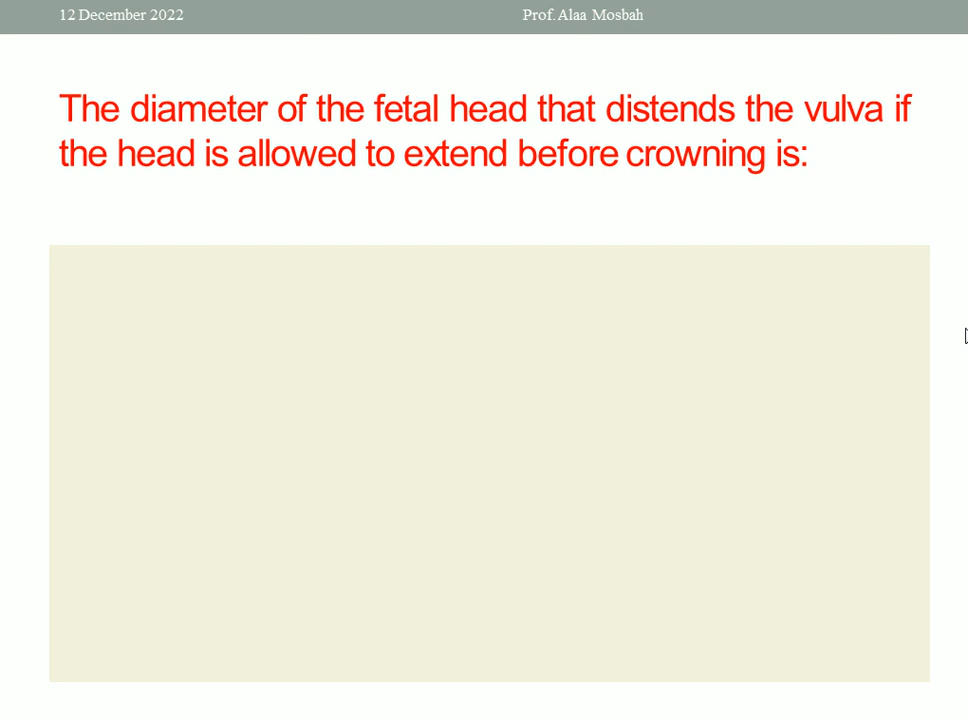 12 December 2022 Prof. Alaa Mosbah
The diameter of the fetal head that distends the vulva if
the head is allowed to extend before crowning is: